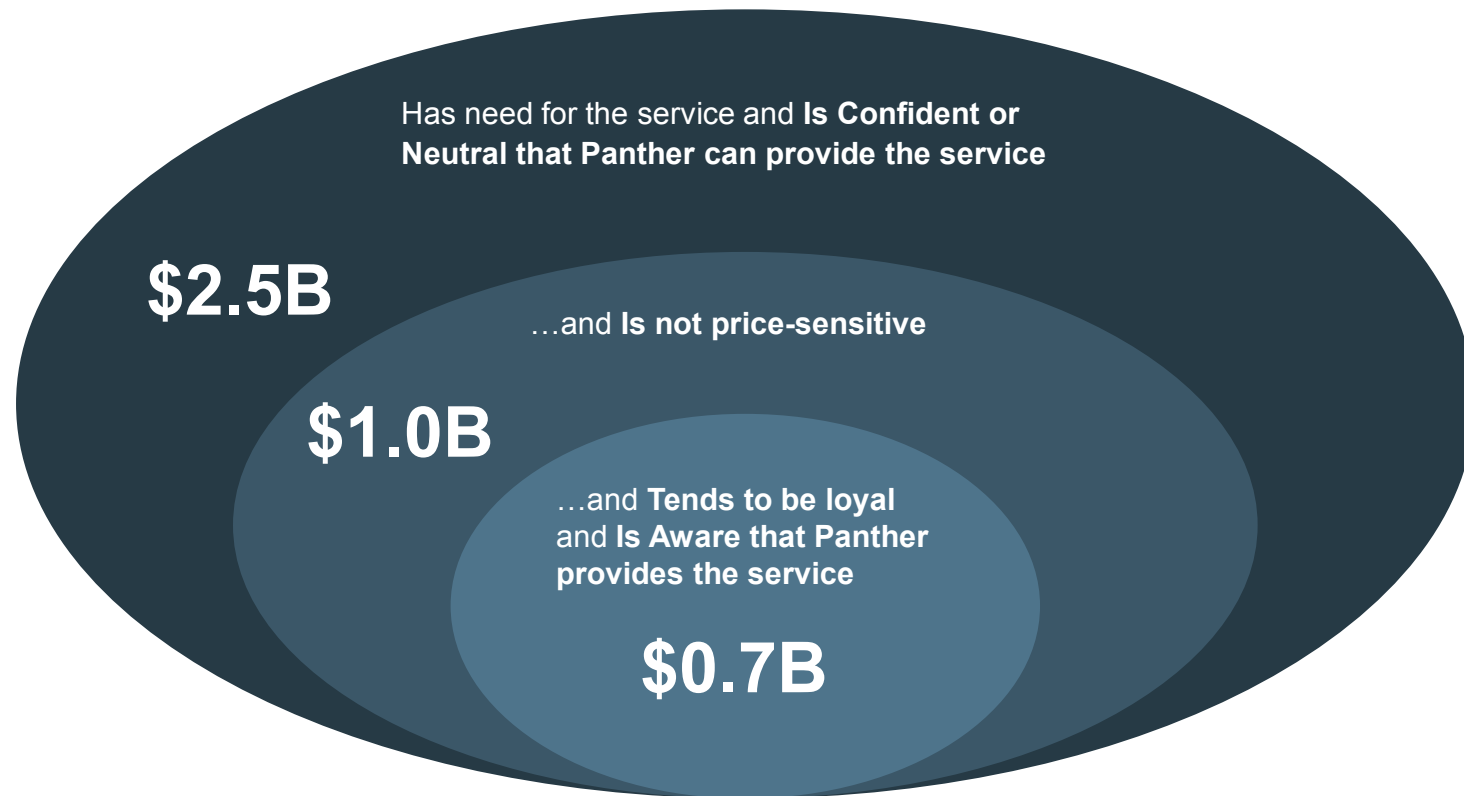 Has need for the service and Is Confident or
Neutral that Panther can provide the service
$2.5B
…and Is not price-sensitive
$1.0B
…and Tends to be loyal
and Is Aware that Panther
provides the service
$0.7B